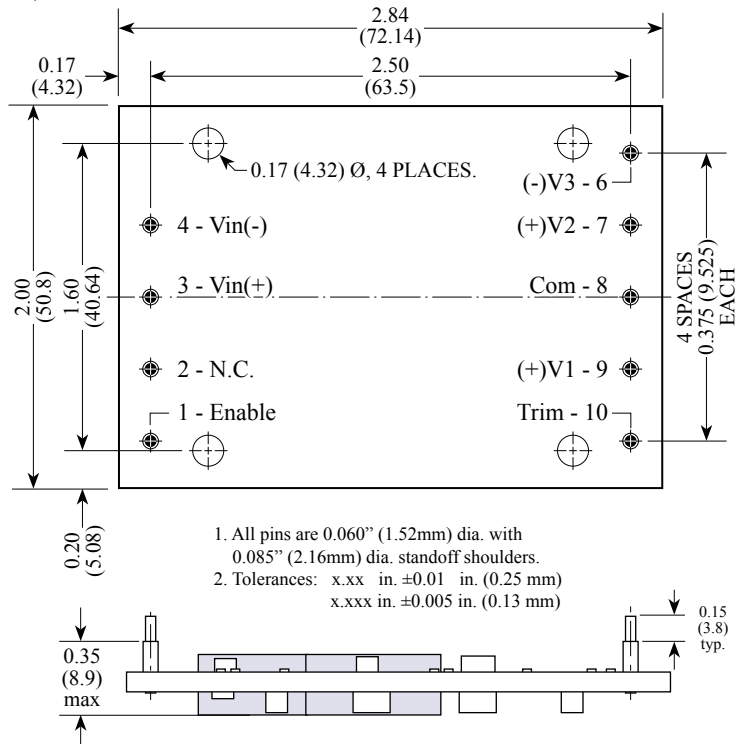 2.84
(72.14)
0.17
(4.32)
2.50
(63.5)
0.17 (4.32) Ø, 4 PLACES.
(-)V3 - 6
4 - Vin(-)
(+)V2 - 7
3 - Vin(+)
Com - 8
2 - N.C.
(+)V1 - 9
1 - Enable
Trim - 10
2.00
(50.8)
1.60
(40.64)
4 SPACES
0.375 (9.525)
EACH
0.20
(5.08)
1. All pins are 0.060” (1.52mm) dia. with
0.085” (2.16mm) dia. standoff shoulders.
2. Tolerances: x.xx in. ±0.01 in. (0.25 mm)
x.xxx in. ±0.005 in. (0.13 mm)
0.15
(3.8)
typ.
0.35
(8.9)
max